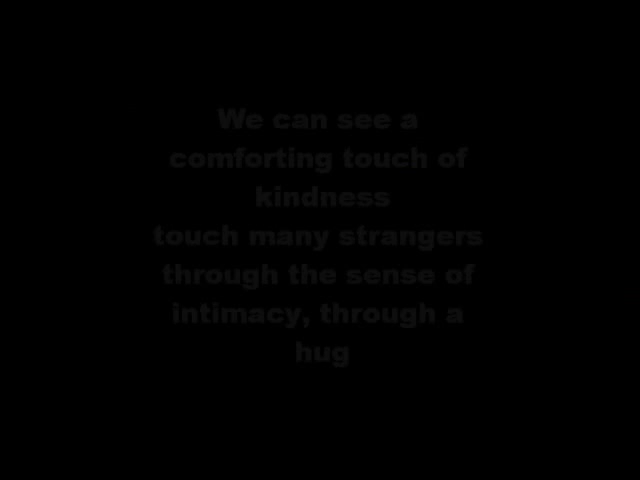 We can see a
comforting touch of
kindness
touch many strangers
through the sense of
intimacy, through a
hug